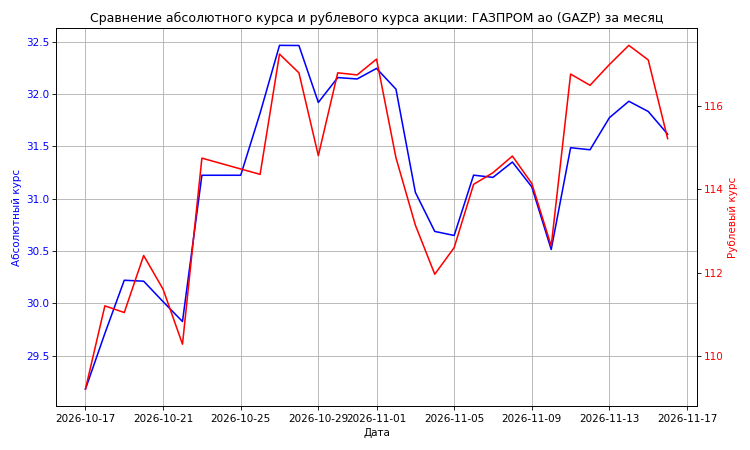 Сравнение абсолютного курса и рублевого курса акции: ГАЗПРОМ ао (GAZP) за месяц
32.5
32.0
31.5
31.0
30.5
30.0
29.5
Абсолютный курс
116
114
112
110
Рублевый курс
2026-10-17 2026-10-21 2026-10-25 2026-10-29 2026-11-01 2026-11-05 2026-11-09 2026-11-13 2026-11-17
Дата